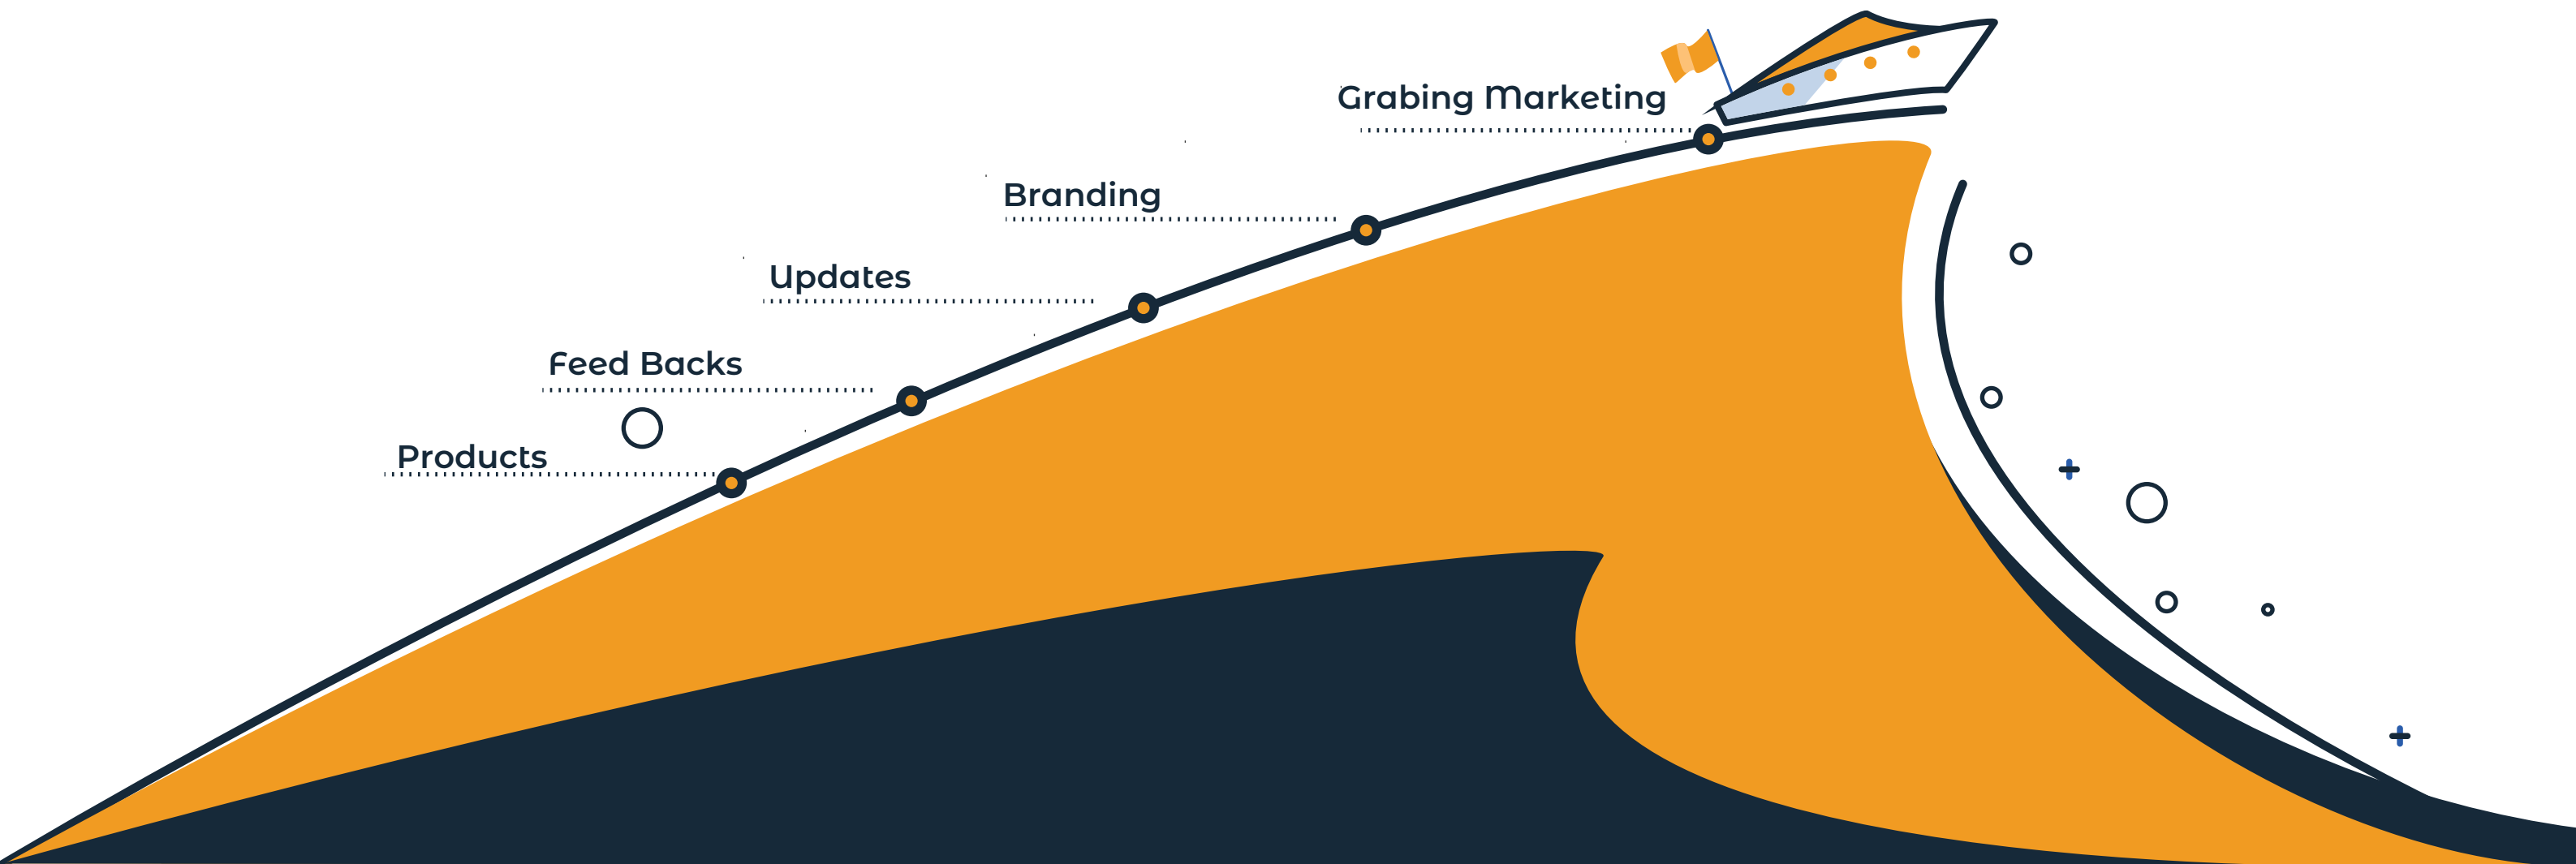 Grabing Marketing
Branding
Updates
Feed Backs
Products